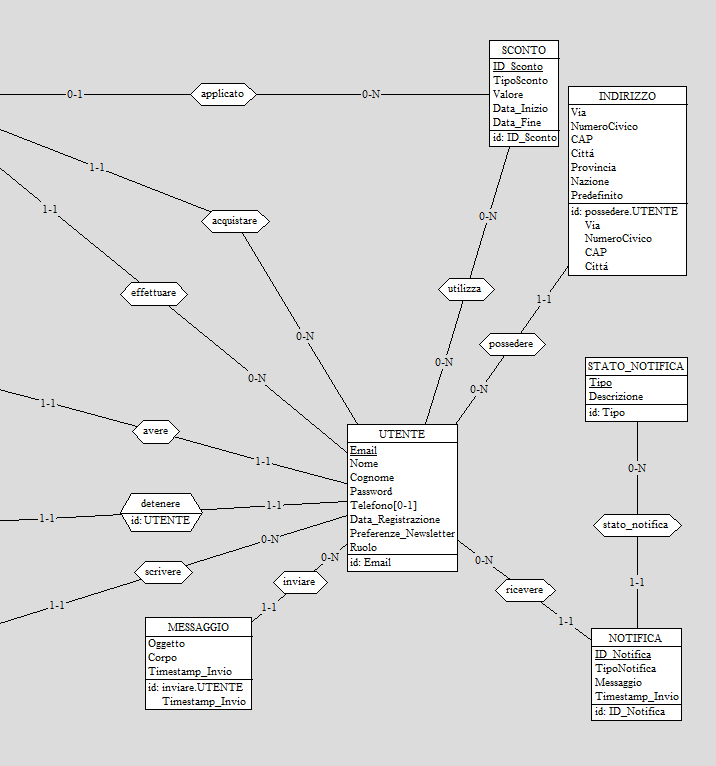 SCONTO
ID_Sconto
TipoSconto
Valore
Data_Inizio
Data_Fine
id: ID_Sconto
0-1
applicato
0-N
INDIRIZZO
Via
NumeroCivico
CAP
Cittá
Provincia
Nazione
Predefinito
id: possedere.UTENTE
Via
NumeroCivico
CAP
Cittá
1-1
acquistare
0-N
1-1
effettuare
0-N
0-N
utilizza
0-N
1-1
possedere
0-N
STATO_NOTIFICA
Tipo
Descrizione
id: Tipo
0-N
stato_notifica
1-1
1-1
avere
1-1
UTENTE
Email
Nome
Cognome
Password
Telefono[0-1]
Data_Registrazione
Preferenze_Newsletter
Ruolo
id: Email
1-1
detenere
id: UTENTE
1-1
0-N
scrivere
1-1
0-N
inviare
1-1
0-N
ricevere
1-1
MESSAGGIO
Oggetto
Corpo
Timestamp_Invio
id: inviare.UTENTE
Timestamp_Invio
NOTIFICA
ID_Notifica
TipoNotifica
Messaggio
Timestamp_Invio
id: ID_Notifica